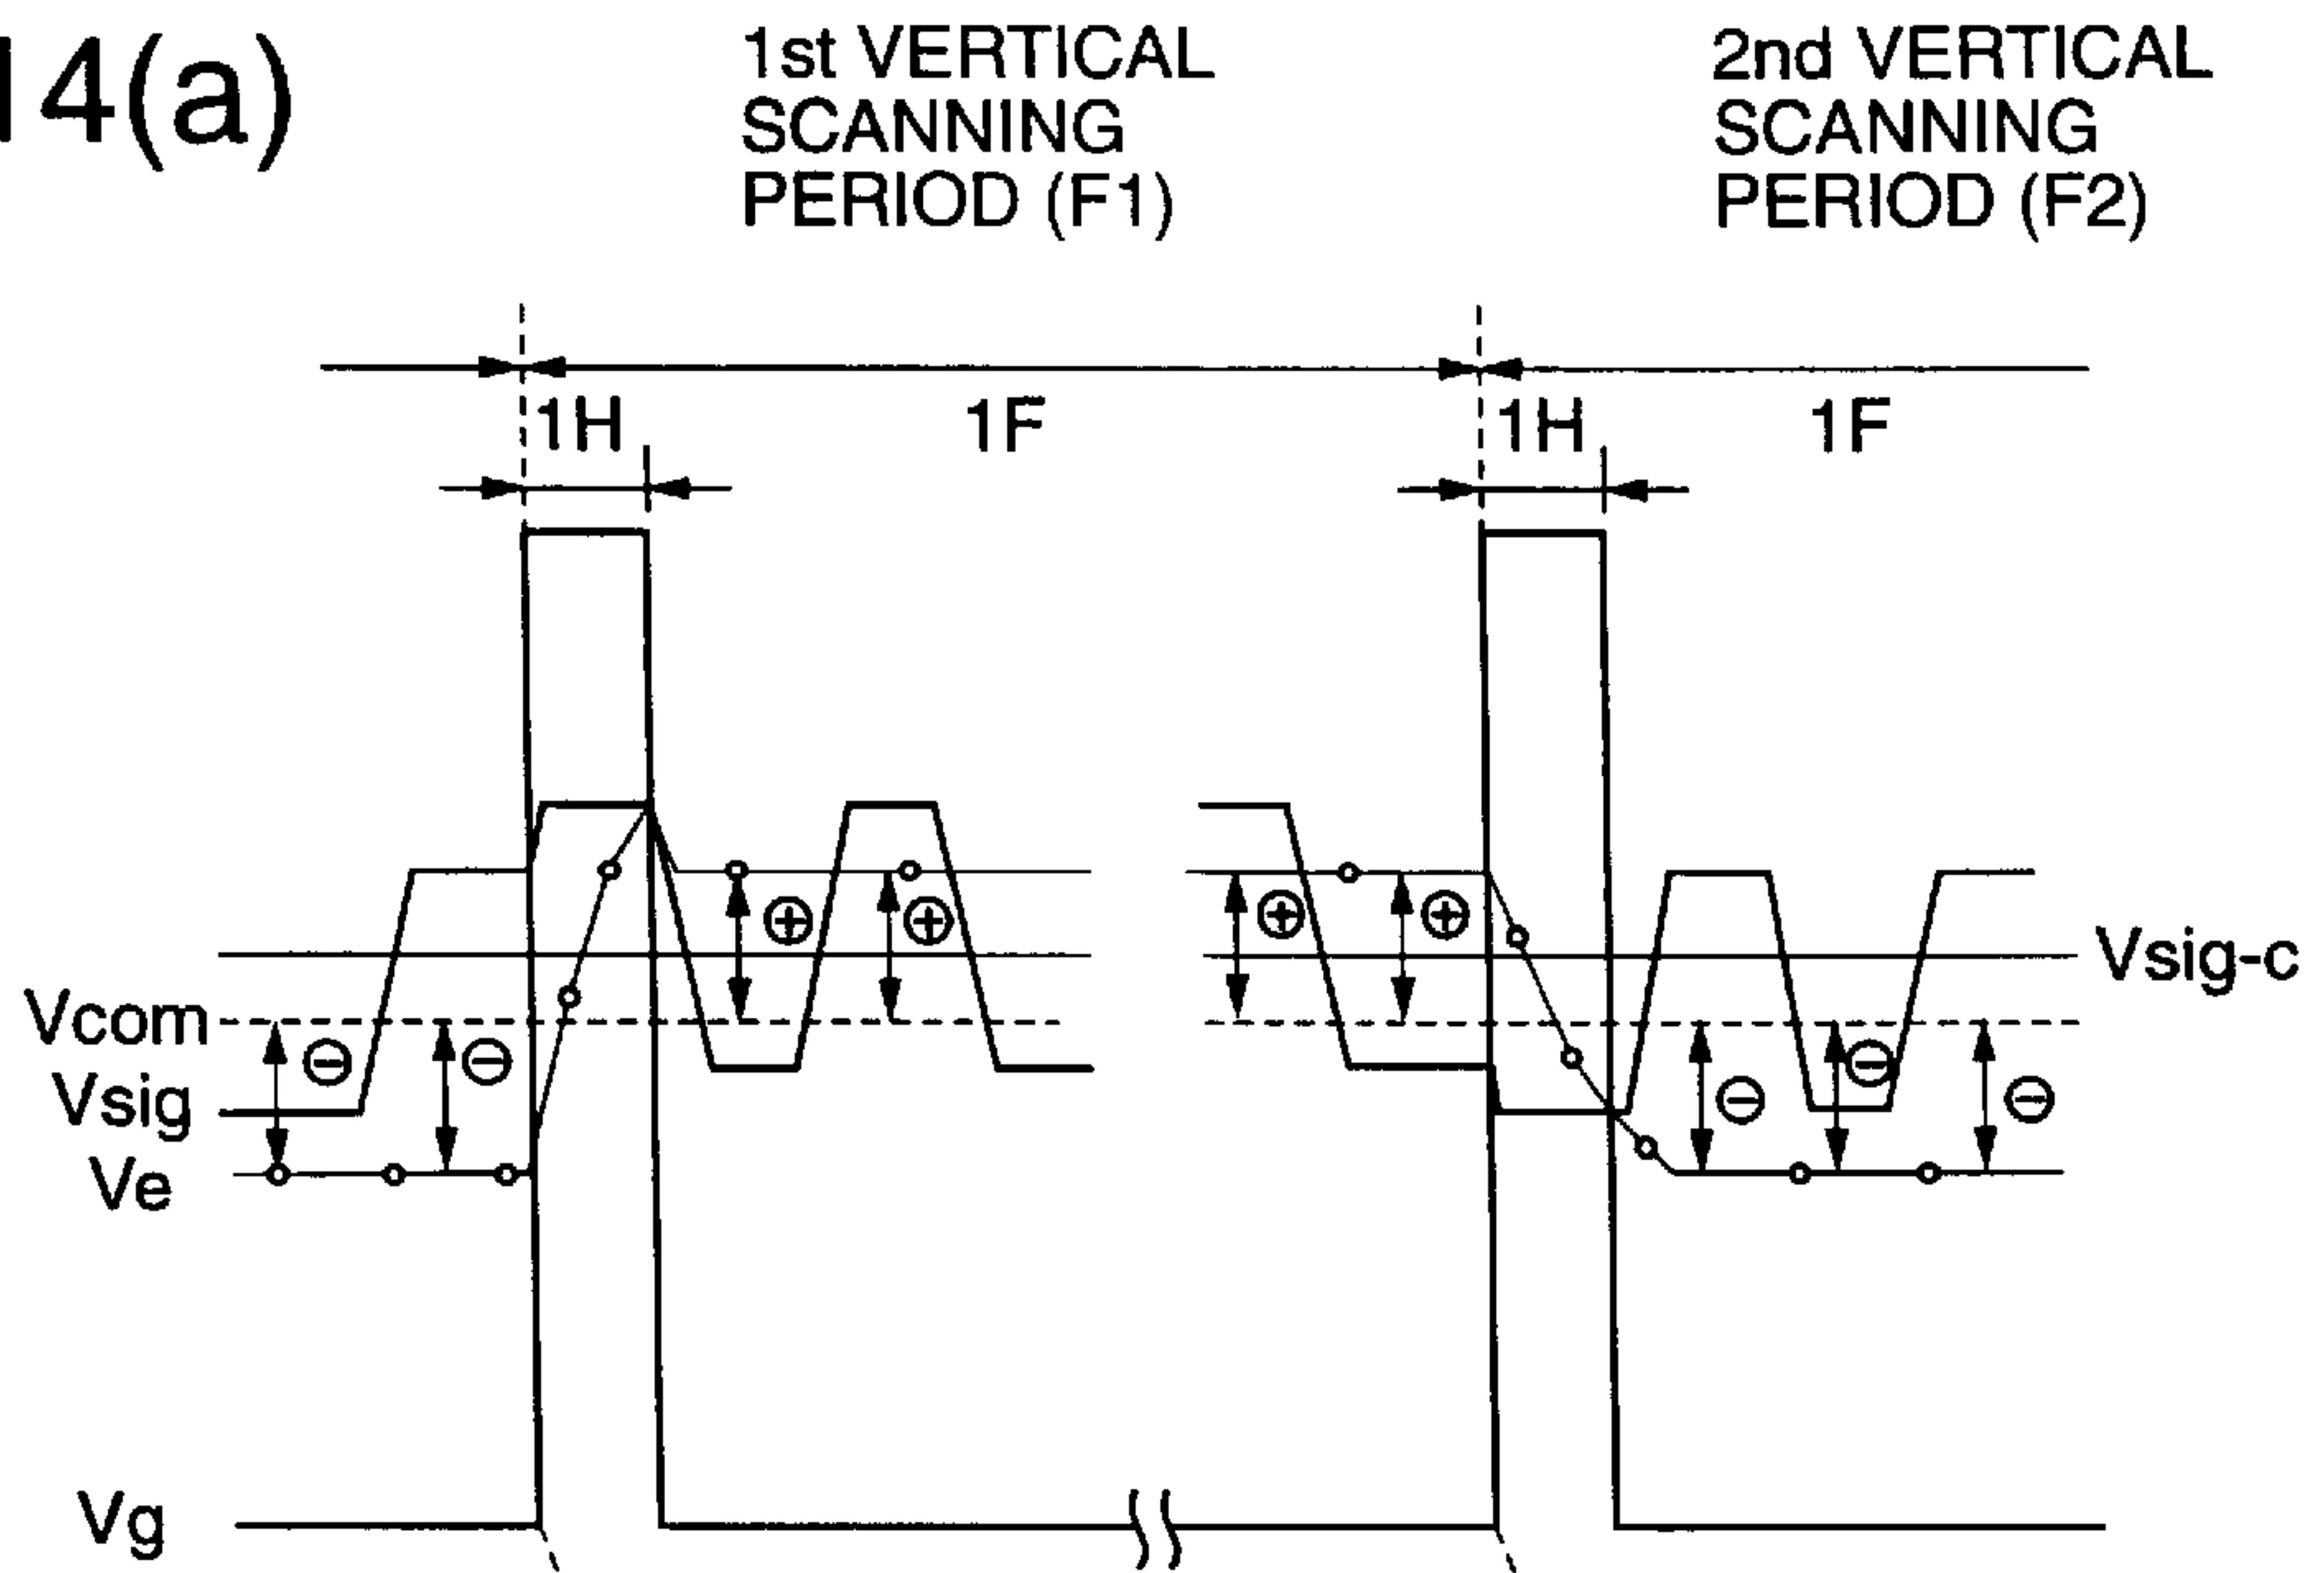 14(a)
1st VERTICAL
SCANNING
PERIOD (F1)
2nd VERTICAL
SCANNING
PERIOD (F2)
1H
1F
1H
1F
⊕
⊕
⊕
⊕
Vsig-c
Vcom
⊖
⊖
⊖
⊖
⊖
Vsig
Ve
Vg